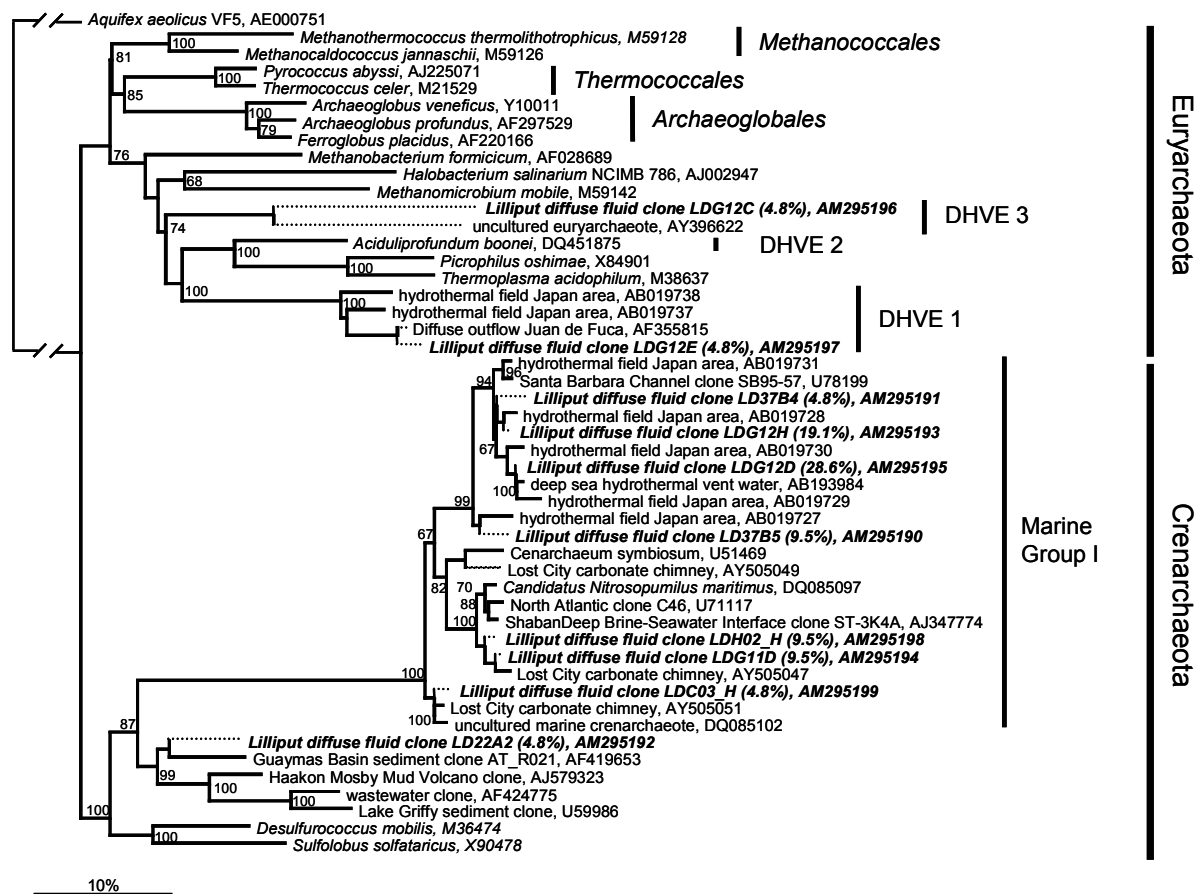 Aquifex aeolicus VF5, AE000751
100
Methanothermococcus thermolithotrophicus, M59128
Methanococcales
81
Methanocaldococcus jannaschii, M59126
Pyrococcus abyssi, AJ225071
100
Thermococcales
Thermococcus celer, M21529
85
Archaeoglobus veneficus, Y10011
100
Archaeoglobus profundus, AF297529
Archaeoglobales
79
Ferroglobus placidus, AF220166
76
Methanobacterium formicicum, AF028689
Halobacterium salinarium NCIMB 786, AJ002947
68
Methanomicrobium mobile, M59142
Lilliput diffuse fluid clone LDG12C (4.8%), AM295196
DHVE 3
74
uncultured euryarchaeote, AY396622
Aciduliprofundum boonei, DQ451875
DHVE 2
100
Picrophilus oshimae, X84901
100
Thermoplasma acidophilum, M38637
100
hydrothermal field Japan area, AB019738
100
hydrothermal field Japan area, AB019737
DHVE 1
Diffuse outflow Juan de Fuca, AF355815
Lilliput diffuse fluid clone LDG12E (4.8%), AM295197
Euryarchaeota
hydrothermal field Japan area, AB019731
96
94
Santa Barbara Channel clone SB95-57, U78199
Lilliput diffuse fluid clone LD37B4 (4.8%), AM295191
hydrothermal field Japan area, AB019728
Lilliput diffuse fluid clone LDG12H (19.1%), AM295193
67
hydrothermal field Japan area, AB019730
Lilliput diffuse fluid clone LDG12D (28.6%), AM295195
deep sea hydrothermal vent water, AB193984
100
hydrothermal field Japan area, AB019729
99
hydrothermal field Japan area, AB019727
Lilliput diffuse fluid clone LD37B5 (9.5%), AM295190
67
Cenarchaeum symbiosum, U51469
Lost City carbonate chimney, AY505049
82
70
Candidatus Nitrosopumilus maritimus, DQ085097
88
North Atlantic clone C46, U71117
100
ShabanDeep Brine-Seawater Interface clone ST-3K4A, AJ347774
Lilliput diffuse fluid clone LDH02_H (9.5%), AM295198
Lilliput diffuse fluid clone LDG11D (9.5%), AM295194
100
Lost City carbonate chimney, AY505047
Lilliput diffuse fluid clone LDC03_H (4.8%), AM295199
Lost City carbonate chimney, AY505051
100
uncultured marine crenarchaeote, DQ085102
Marine
Group I
Crenarchaeota
87
Lilliput diffuse fluid clone LD22A2 (4.8%), AM295192
Guaymas Basin sediment clone AT_R021, AF419653
99
Haakon Mosby Mud Volcano clone, AJ579323
100
wastewater clone, AF424775
100
Lake Griffy sediment clone, U59986
100
Desulfurococcus mobilis, M36474
100
Sulfolobus solfataricus, X90478
10%